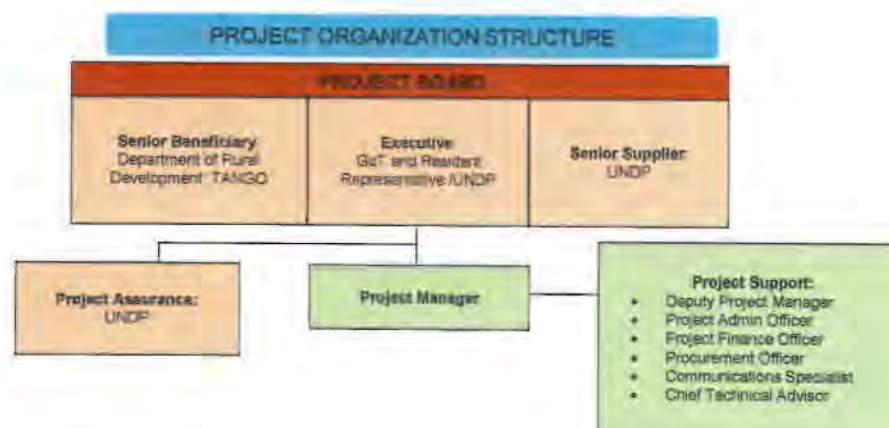 PROJECT ORGANIZATION STRUCTURE
PROJECT BOARD
Senior Beneficiary
Department of Rural
Development TANGO
Executive
GoT and Resident
Representative /UNDP
Senior Supplier
UNDP
Project Assurance:
UNDP
Project Manager
Project Support:
• Deputy Project Manager
• Project Admin Officer
• Project Finance Officer
• Procurement Officer
• Communications Specialist
• Chief Technical Advisor